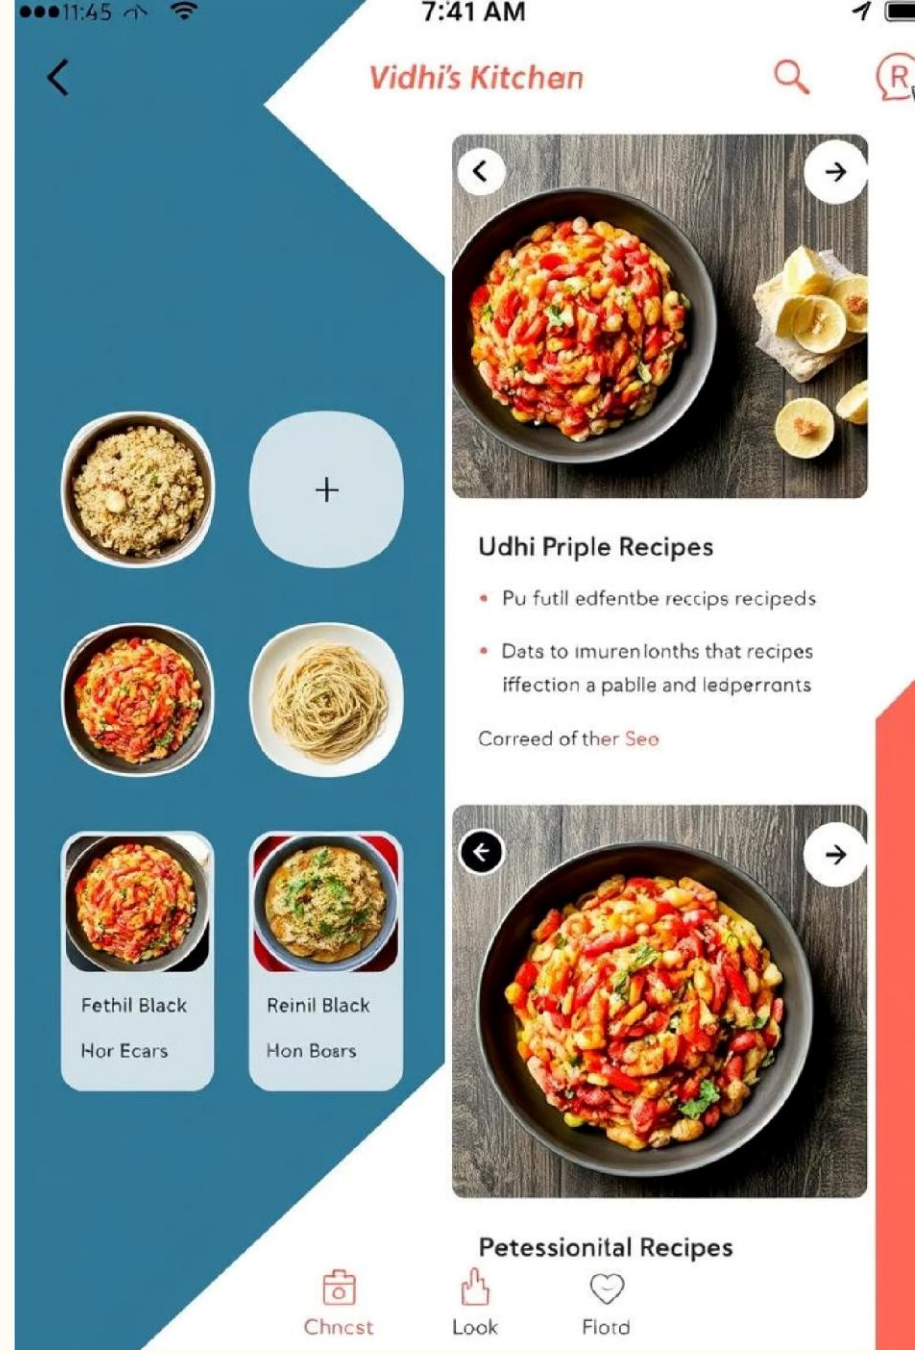 11:45
7:41 AM
Vidhi's Kitchen
R
Udhi Priple Recipes
Pu futll edfentbe reccips recipeds
Dats to imurenlonths that recipes
iffection a pablle and ledperrants
Correed of ther Seo
Fethil Black
Hor Ecars
Reinil Black
Hon Boars
Petessionital Recipes
Chncst
Look
Flotd